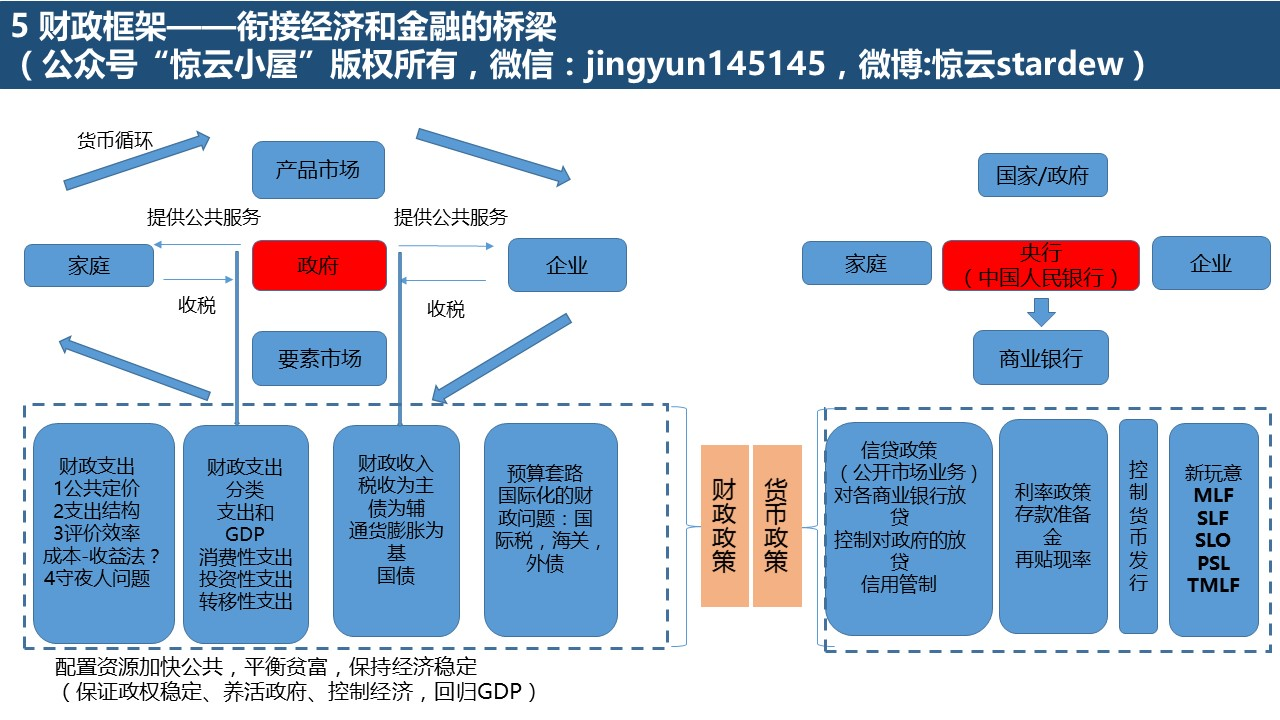 5 财政框架——衔接经济和金融的桥梁
（公众号“惊云小屋”版权所有，微信：jingyun145145，微博:惊云stardew）
货币循环
产品市场
提供公共服务
提供公共服务
家庭
政府
企业
收税
收税
要素市场
国家/政府
家庭
央行
（中国人民银行）
企业
商业银行
财政支出
1公共定价
2支出结构
3评价效率
成本-收益法？
4守夜人问题
财政支出
分类
支出和
GDP
消费性支出
投资性支出
转移性支出
财政收入
税收为主
债为辅
通货膨胀为
基
国债
预算套路
国际化的财
政问题：国
际税，海关，
外债
财政政策
货币政策
信贷政策
（公开市场业务）
对各商业银行放
贷
控制对政府的放
贷
信用管制
利率政策
存款准备
金
再贴现率
控制货币发行
新玩意
MLF
SLF
SLO
PSL
TMLF
配置资源加快公共，平衡贫富，保持经济稳定
（保证政权稳定、养活政府、控制经济，回归GDP）